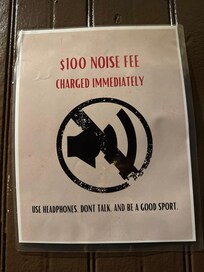 $100 NOISE FEE
CHARGED IMMEDIATELY
USE HEADPHONES. DONT TALK. AND BE A GOOD SPORT.